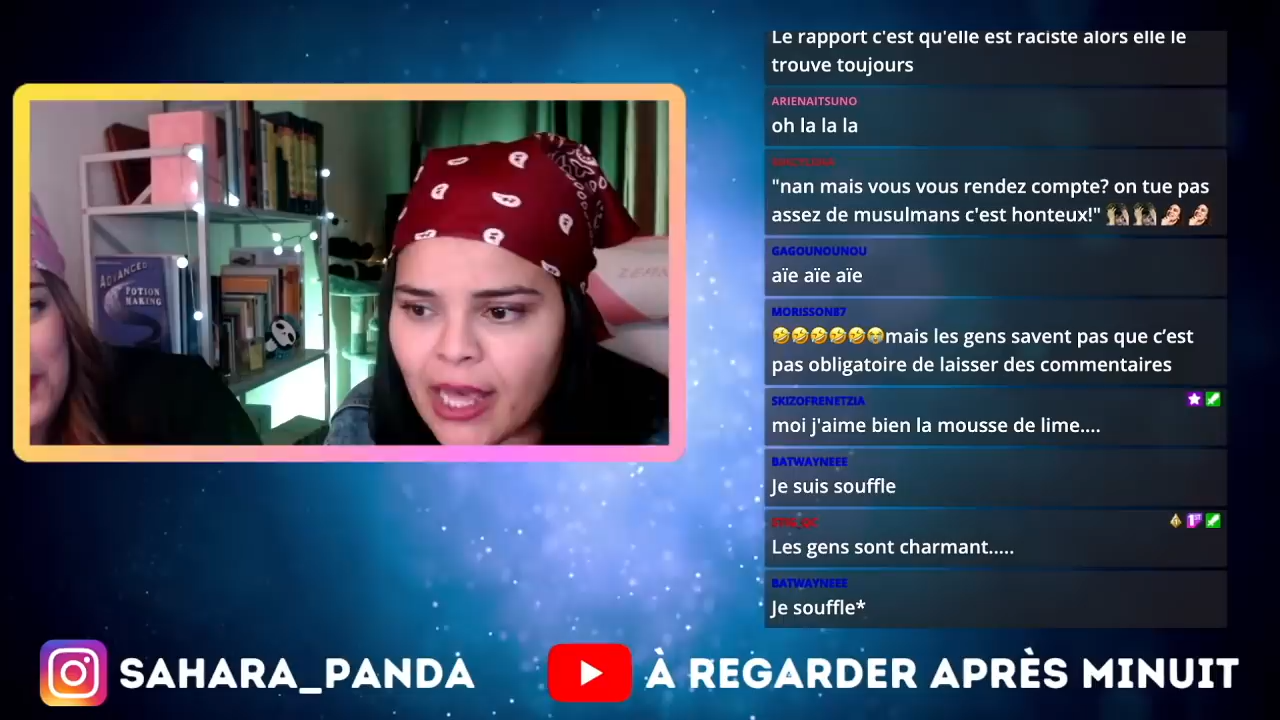 Le rapport c'est qu'elle est raciste alors elle le
trouve toujours
ARIENAITSUNO
oh la la la
"nan mais vous vous rendez compte? on tue pas
assez de musulmans c'est honteux!"
GAGOUNOUNOU
aïe aïe aïe
MORISSON87
🤣🤣🤣🤣🤣😭mais les gens savent pas que c’est
pas obligatoire de laisser des commentaires
SKIZOFRENETZIA
moi j'aime bien la mousse de lime....
BATWAYNEEE
Je suis souffle
Les gens sont charmant.....
BATWAYNEEE
Je souffle*
ADVANCED
POTION
MAKING
SAHARA_PANDA
À REGARDER APRÈS MINUIT